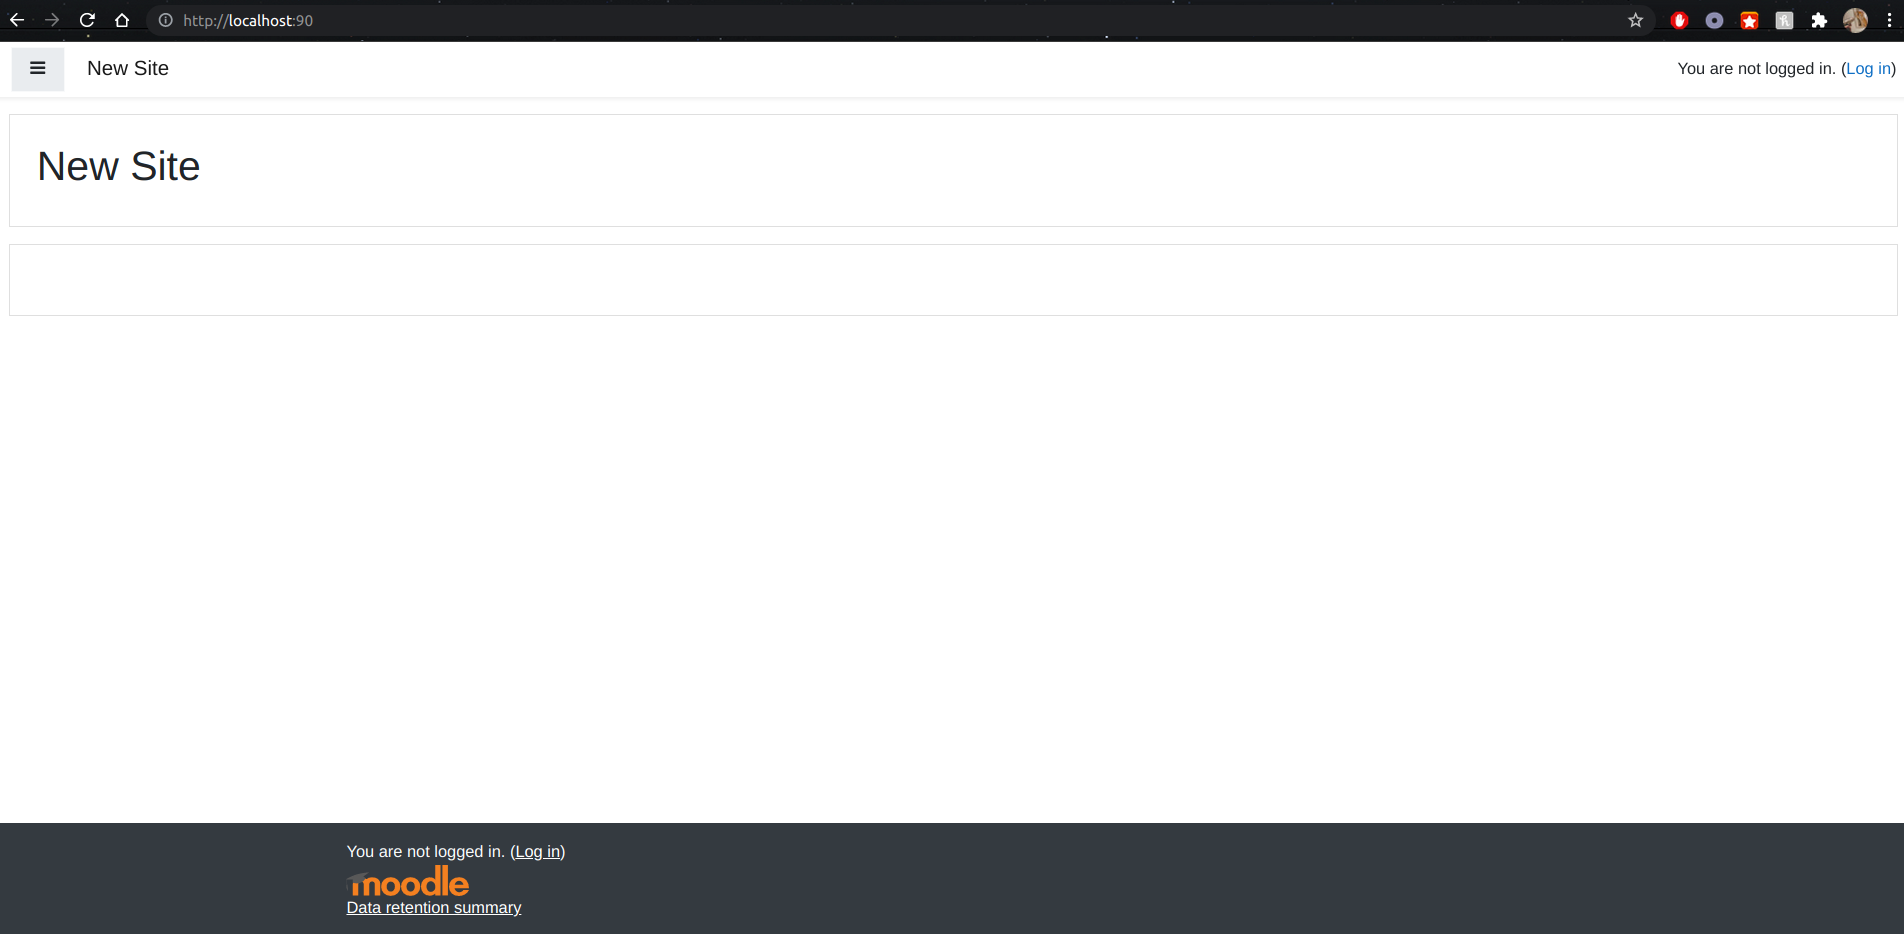 http://localhost:90
New Site
You are not logged in. (Log in)
New Site
You are not logged in. (Log in)
moodle
Data retention summary